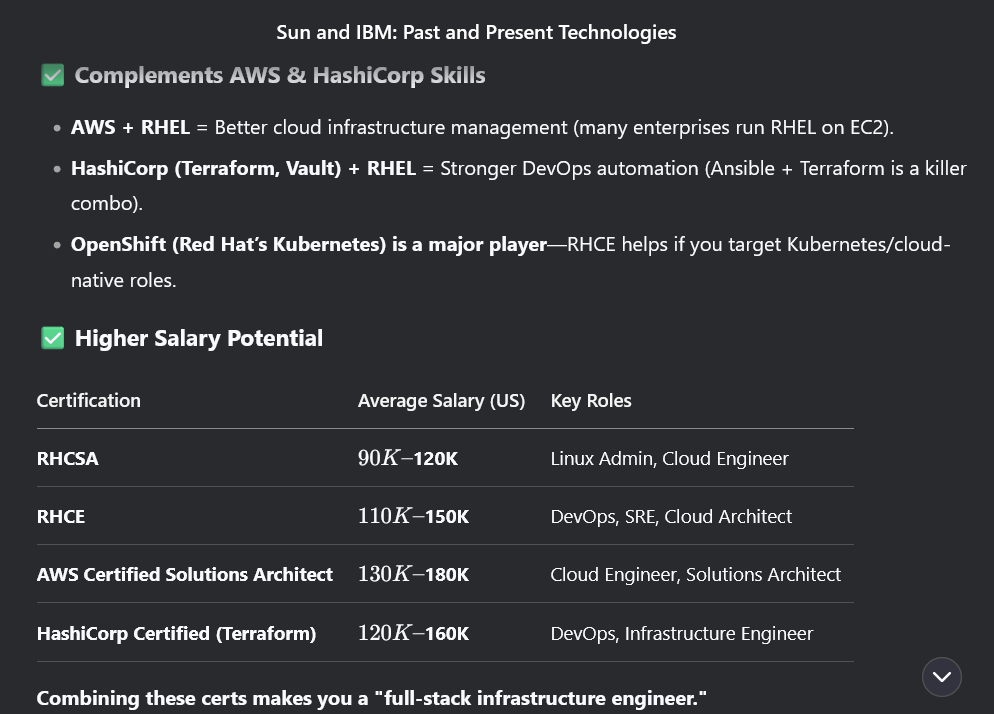 Sun and IBM: Past and Present Technologies
Complements AWS & HashiCorp Skills
AWS + RHEL = Better cloud infrastructure management (many enterprises run RHEL on EC2).
HashiCorp (Terraform, Vault) + RHEL = Stronger DevOps automation (Ansible + Terraform is a killer
combo).
OpenShift (Red Hat’s Kubernetes) is a major player—RHCE helps if you target Kubernetes/cloud-
native roles.
Higher Salary Potential
Certification Average Salary (US) Key Roles
RHCSA 90K–120K Linux Admin, Cloud Engineer
RHCE 110K–150K DevOps, SRE, Cloud Architect
AWS Certified Solutions Architect 130K–180K Cloud Engineer, Solutions Architect
HashiCorp Certified (Terraform) 120K–160K DevOps, Infrastructure Engineer
Combining these certs makes you a "full-stack infrastructure engineer."